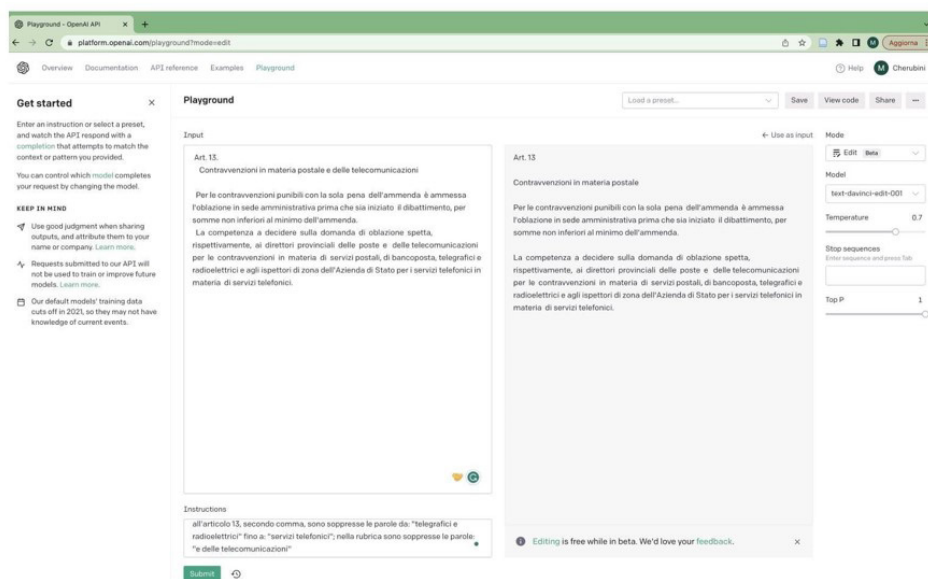 Playground - OpenAI API
platform.openai.com/playground?mode=edit
Aggiorna
Overview Documentation API reference Examples Playground
Help M Cherubini
Get started
Enter an instruction or select a preset,
and watch the API respond with a
completion that attempts to match the
context or pattern you provided.
You can control which model completes
your request by changing the model.
KEEP IN MIND
Use good judgment when sharing
outputs, and attribute them to your
name or company. Learn more.
Requests submitted to our API will
not be used to train or improve future
models. Learn more.
Our default models' training data
cuts off in 2021, so they may not have
knowledge of current events.
Playground
Load a preset...
Save
View code
Share
Input
Art. 13.
Contravvenzioni in materia postale e delle telecomunicazioni
Per le contravvenzioni punibili con la sola pena dell'ammenda è ammessa
l'oblazione in sede amministrativa prima che sia iniziato il dibattimento, per
somme non inferiori al minimo dell'ammenda.
La competenza a decidere sulla domanda di oblazione spetta,
rispettivamente, ai direttori provinciali delle poste e delle telecomunicazioni
per le contravvenzioni in materia di servizi postali, di bancoposta, telegrafici e
radioelettrici e agli ispettori di zona dell'Azienda di Stato per i servizi telefonici in
materia di servizi telefonici.
Instructions
all'articolo 13, secondo comma, sono soppresse le parole da: "telegrafici e
radioelettrici" fino a: "servizi telefonici"; nella rubrica sono soppresse le parole:
"e delle telecomunicazioni"
Submit
← Use as input
Art. 13
Contravvenzioni in materia postale
Per le contravvenzioni punibili con la sola pena dell'ammenda è ammessa
l'oblazione in sede amministrativa prima che sia iniziato il dibattimento, per
somme non inferiori al minimo dell'ammenda.
La competenza a decidere sulla domanda di oblazione spetta,
rispettivamente, ai direttori provinciali delle poste e delle telecomunicazioni
per le contravvenzioni in materia di servizi postali, di bancoposta, telegrafici e
radioelettrici e agli ispettori di zona dell'Azienda di Stato per i servizi telefonici in
materia di servizi telefonici.
Editing is free while in beta. We'd love your feedback.
Mode
Edit Beta
Model
text-davinci-edit-001
Temperature 0.7
Stop sequences
Enter sequence and press Tab
Top P 1